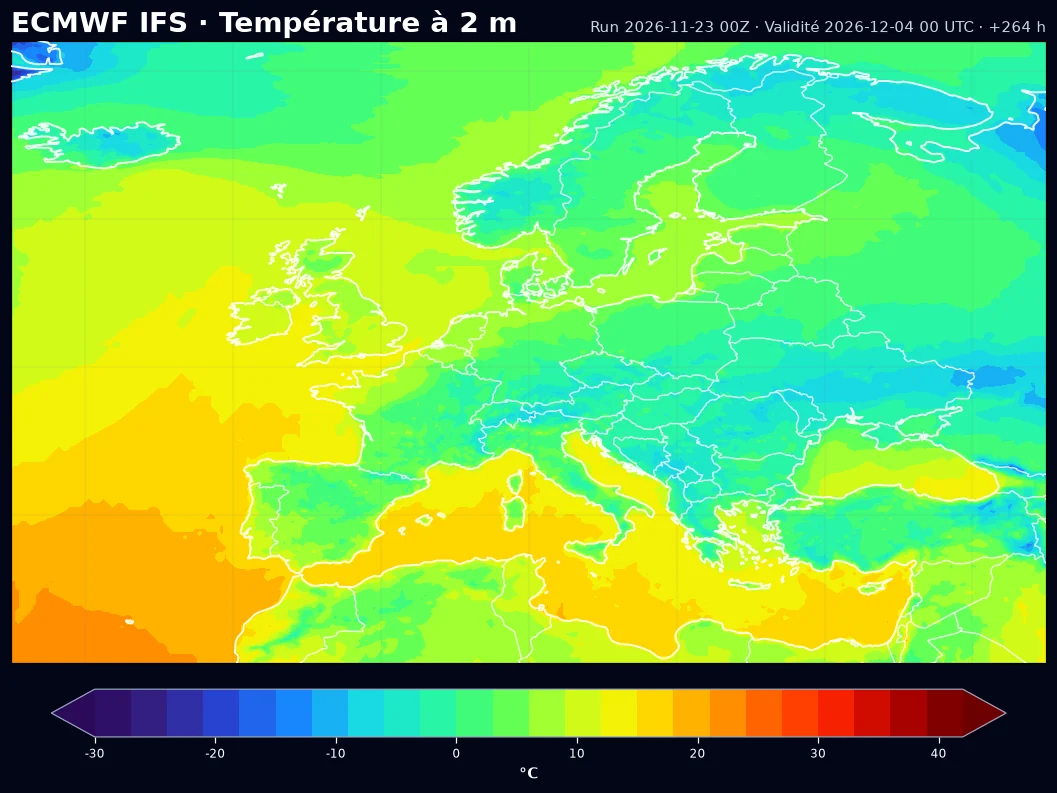 ECMWF IFS · Température à 2 m
Run 2026-11-23 00Z · Validité 2026-12-04 00 UTC · +264 h
-30 -20 -10 0 10 20 30 40
°C